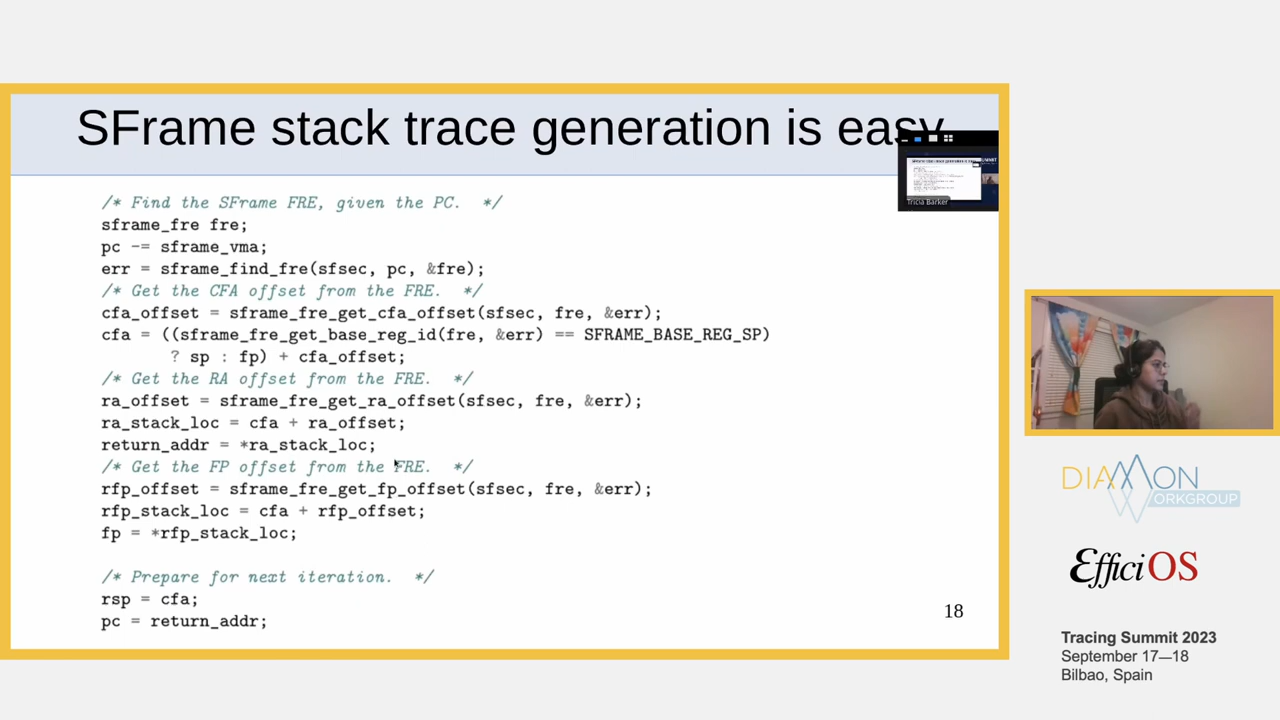 SFrame stack trace generation is easy
Tricia Barker
/* Find the SFrame FRE, given the PC.  */
sframe_fre fre;
pc -= sframe_vma;
err = sframe_find_fre(sfsec, pc, &fre);
/* Get the CFA offset from the FRE.  */
cfa_offset = sframe_fre_get_cfa_offset(sfsec, fre, &err);
cfa = ((sframe_fre_get_base_reg_id(fre, &err) == SFRAME_BASE_REG_SP)
? sp : fp) + cfa_offset;
/* Get the RA offset from the FRE.  */
ra_offset = sframe_fre_get_ra_offset(sfsec, fre, &err);
ra_stack_loc = cfa + ra_offset;
return_addr = *ra_stack_loc;
/* Get the FP offset from the FRE.  */
rfp_offset = sframe_fre_get_fp_offset(sfsec, fre, &err);
rfp_stack_loc = cfa + rfp_offset;
fp = *rfp_stack_loc;
/* Prepare for next iteration.  */
rsp = cfa;
pc = return_addr;
18
DIAMON
WORKGROUP
EfficiOS
Tracing Summit 2023
September 17—18
Bilbao, Spain